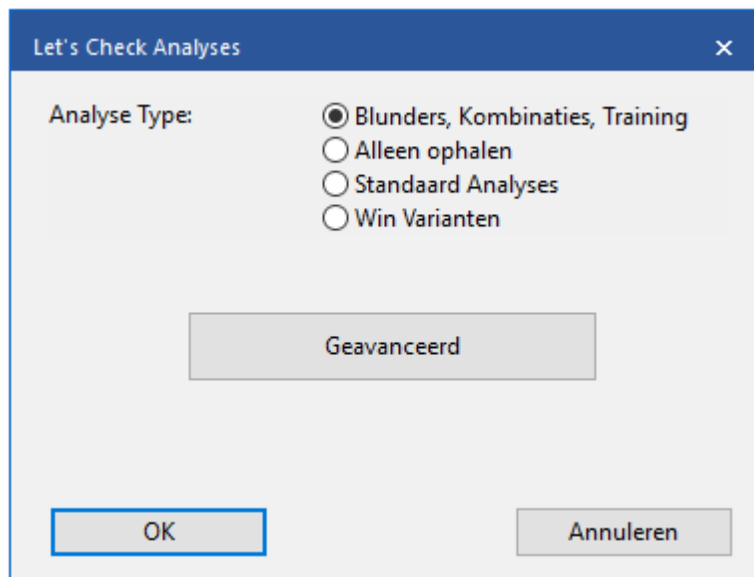 Let's Check Analyses
Analyse Type:
Blunders, Kombinaties, Training
Alleen ophalen
Standaard Analyses
Win Varianten
Geavanceerd
OK
Annuleren